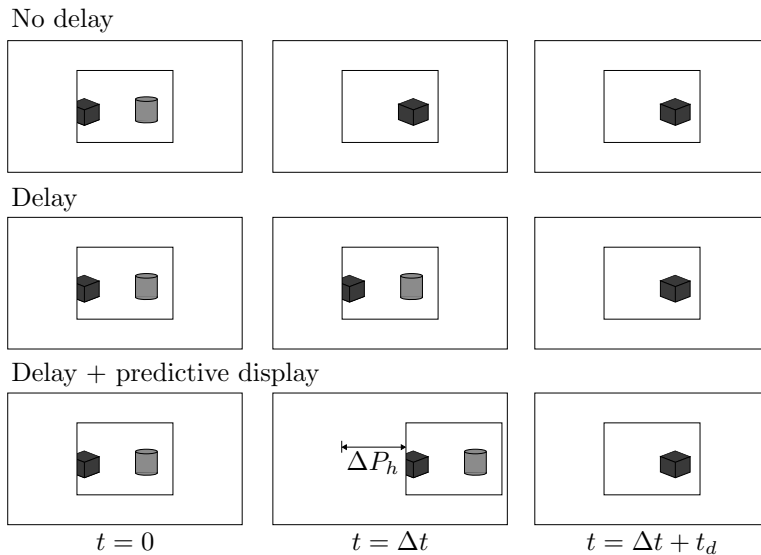 No delay
Delay
Delay + predictive display
ΔP_h
t = 0
t = Δt
t = Δt + t_d